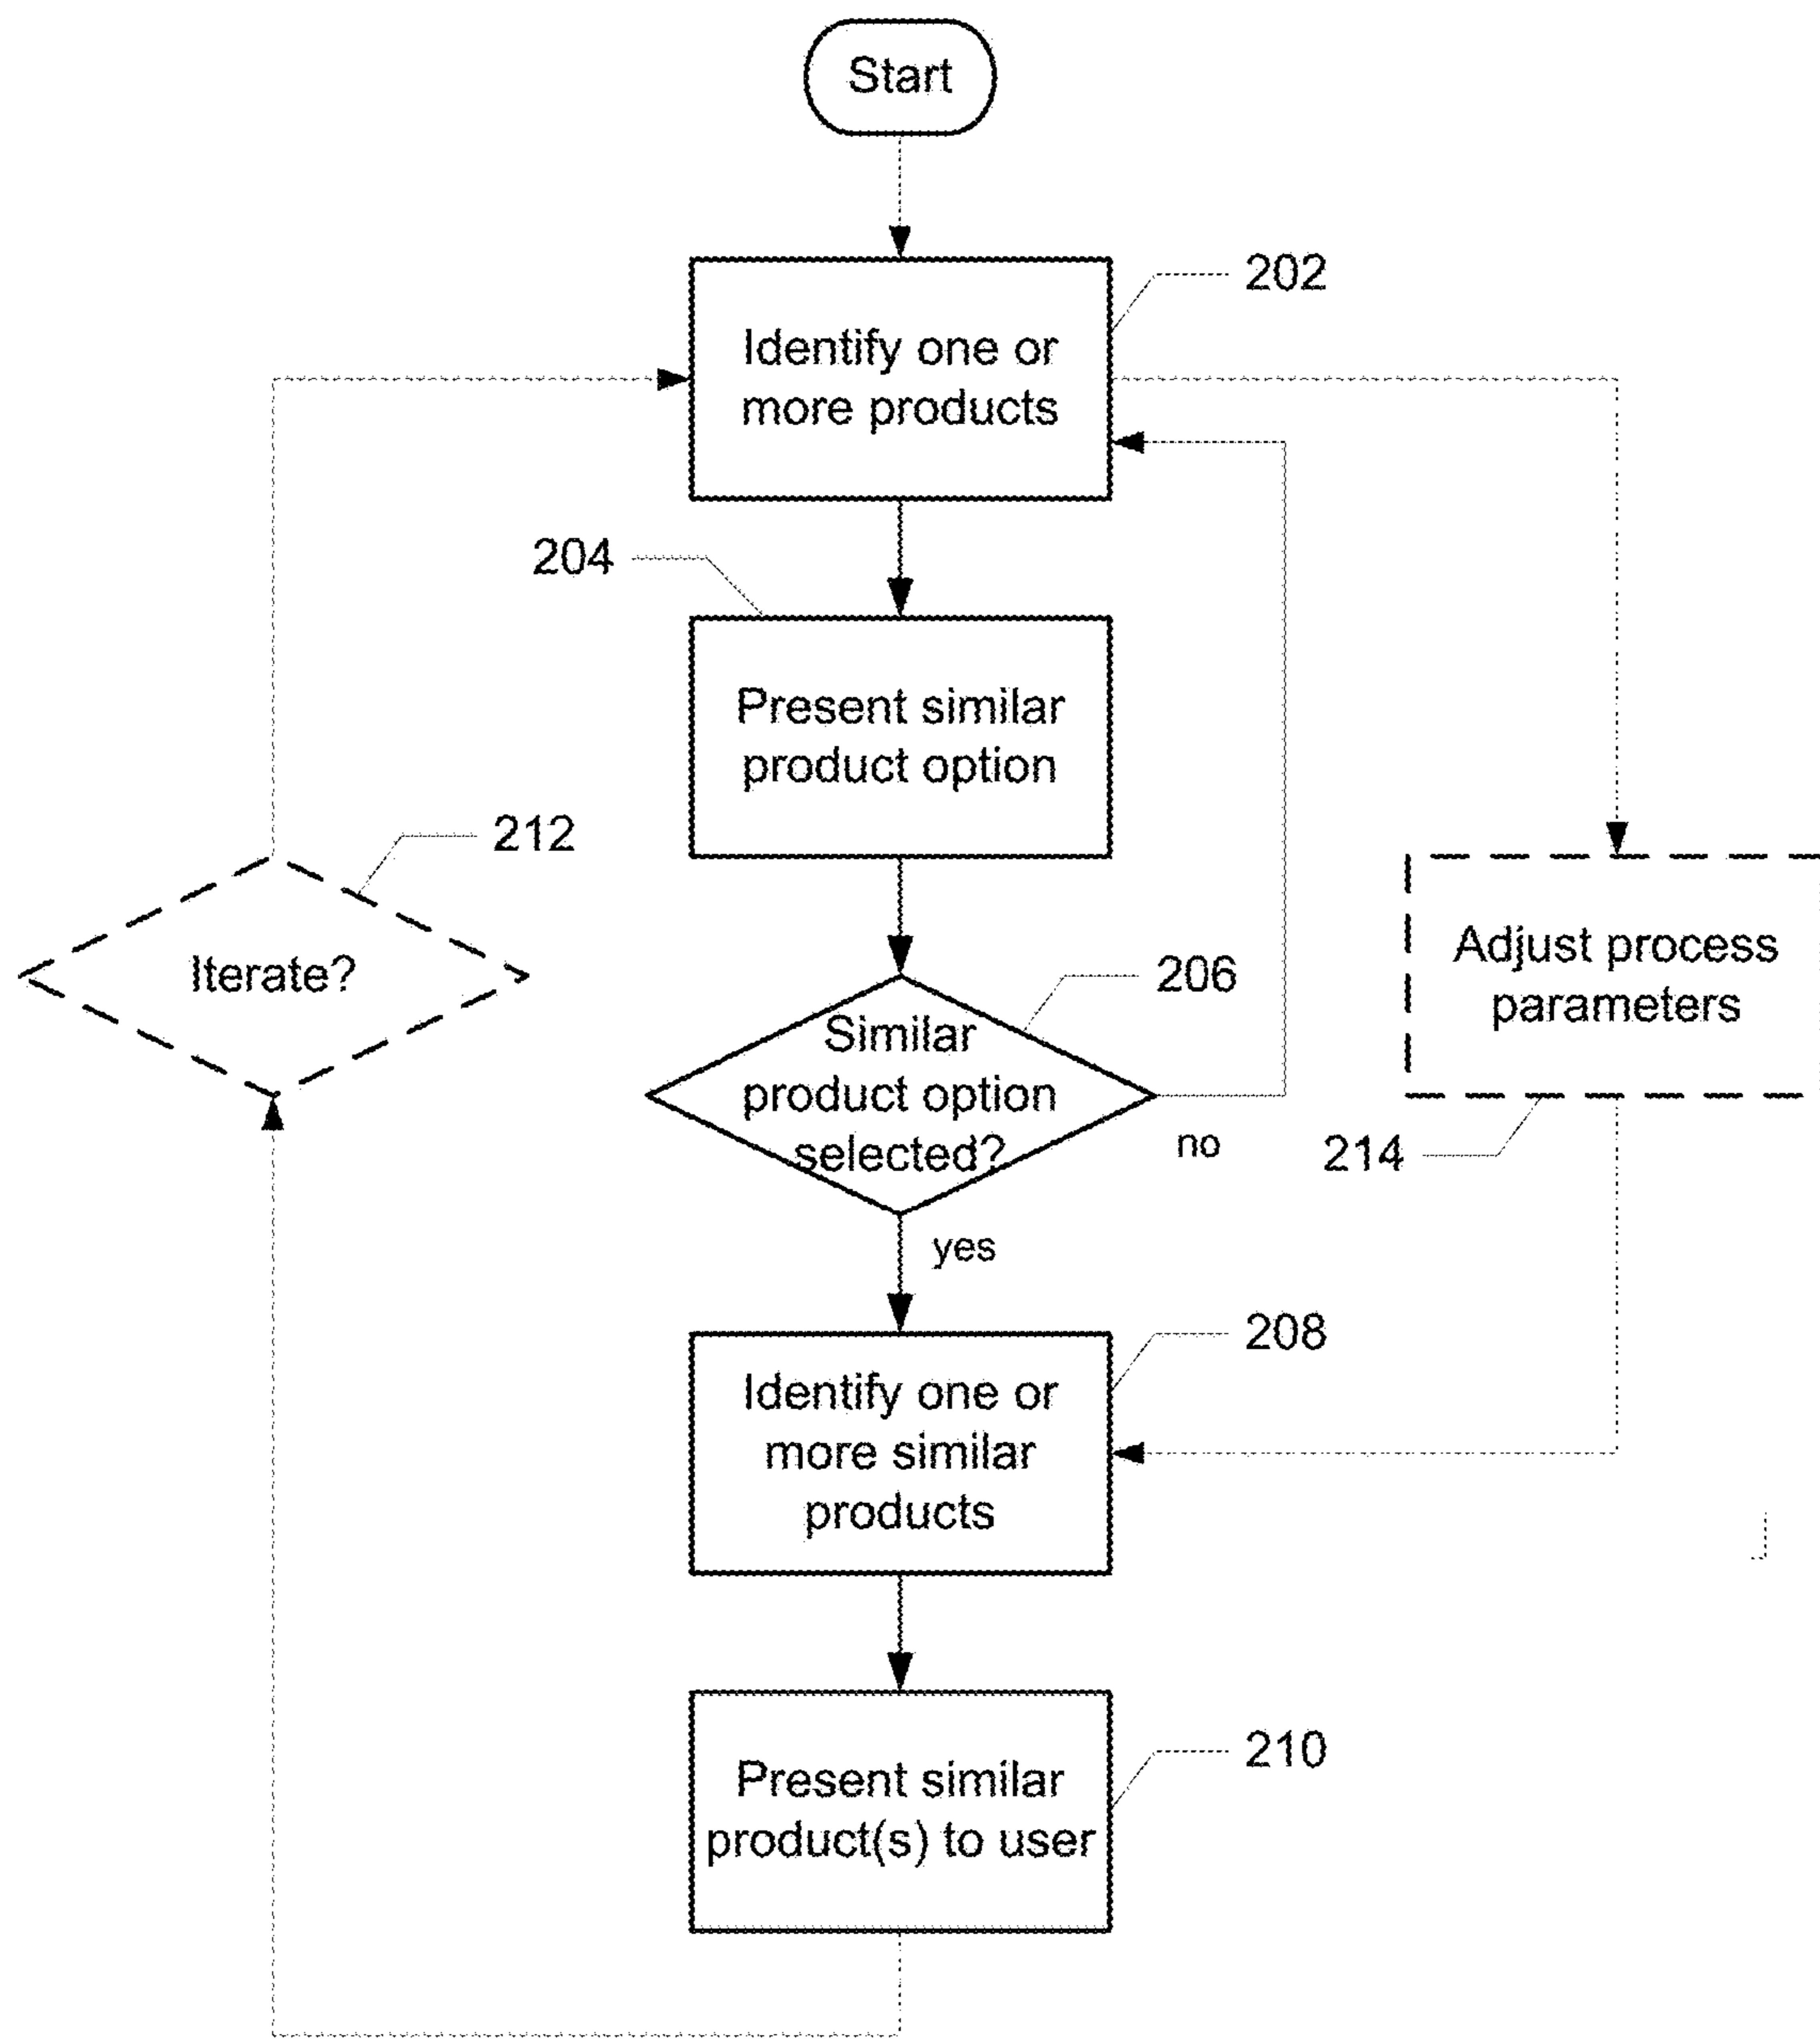 Start
202
Identify one or
more products
204
Present similar
product option
212
Iterate?
206
Similar
product option
selected?
no
Adjust process
parameters
214
yes
208
Identify one or
more similar
products
210
Present similar
product(s) to user